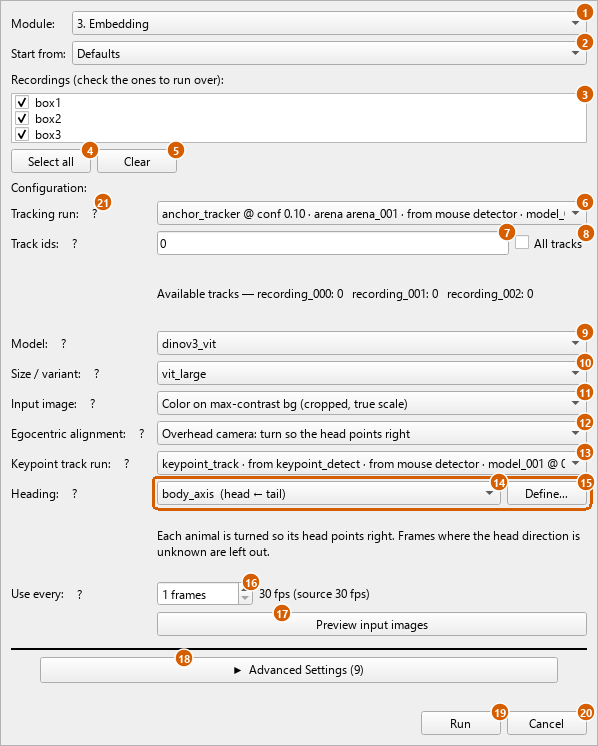 Module: 3. Embedding 1
Start from: Defaults 2
Recordings (check the ones to run over): 3
box1
box2
box3
Select all 4 Clear 5
Configuration:
Tracking run: ? 21 anchor_tracker @ conf 0.10 · arena arena_001 · from mouse detector · model_ 6
Track ids: ? 0 7 All tracks 8
Available tracks — recording_000: 0 recording_001: 0 recording_002: 0
Model: ? dinov3_vit 9
Size / variant: ? vit_large 10
Input image: ? Color on max-contrast bg (cropped, true scale) 11
Egocentric alignment: ? Overhead camera: turn so the head points right 12
Keypoint track run: ? keypoint_track · from keypoint_detect · from mouse detector · model_001 @ 13
Heading: ? body_axis (head ← tail) 14 Define... 15
Each animal is turned so its head points right. Frames where the head direction is
unknown are left out.
Use every: ? 1 frames 16 30 fps (source 30 fps)
17 Preview input images
18 ► Advanced Settings (9)
Run 19 Cancel 20